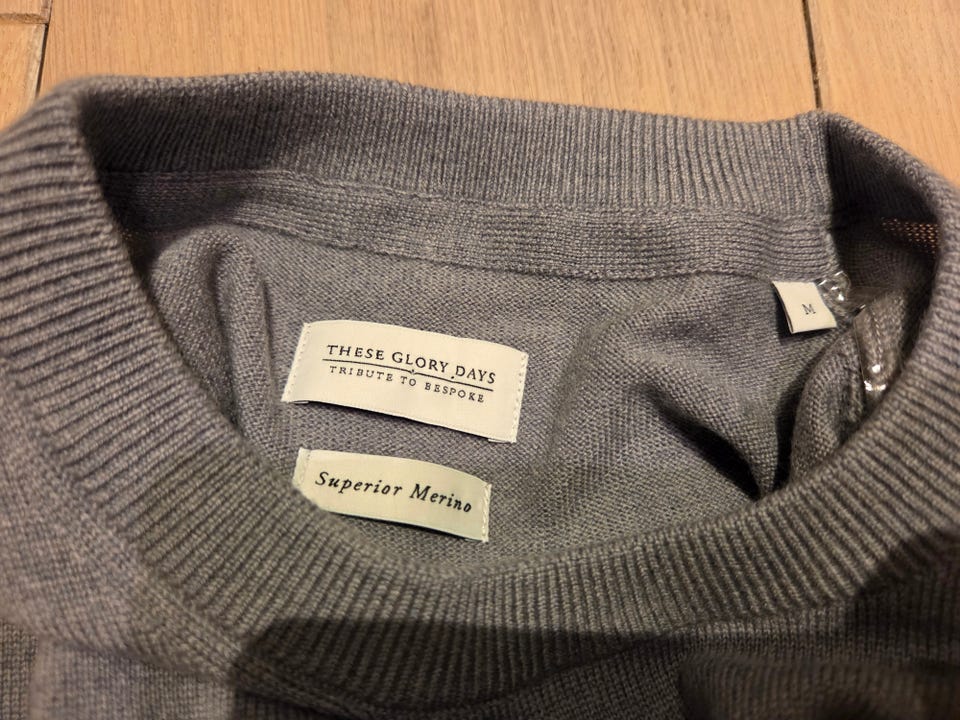 THESE GLORY DAYS
TRIBUTE TO BESPOKE
M
Superior Merino